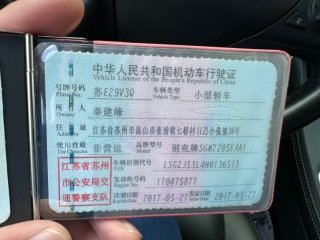 中华人民共和国机动车行驶证
Vehicle License of the People's Republic of China
号牌号码 苏E29V3Q 车辆类型 小型轿车
Plate No. Vehicle Type
所有人 秦建峰
Owner
住址 江苏省苏州市昆山市张浦镇七桥村
Address
使用性质 非营运 品牌型号 别克牌SGM7205EAA1
Use Character
江苏省苏州市公安局交通警察支队
车辆识别代号 LSGZJ53L4HH136513
VIN
发动机号码 170475877
Engine No.
注册日期 2017-05-27 发证日期 2017-05-27